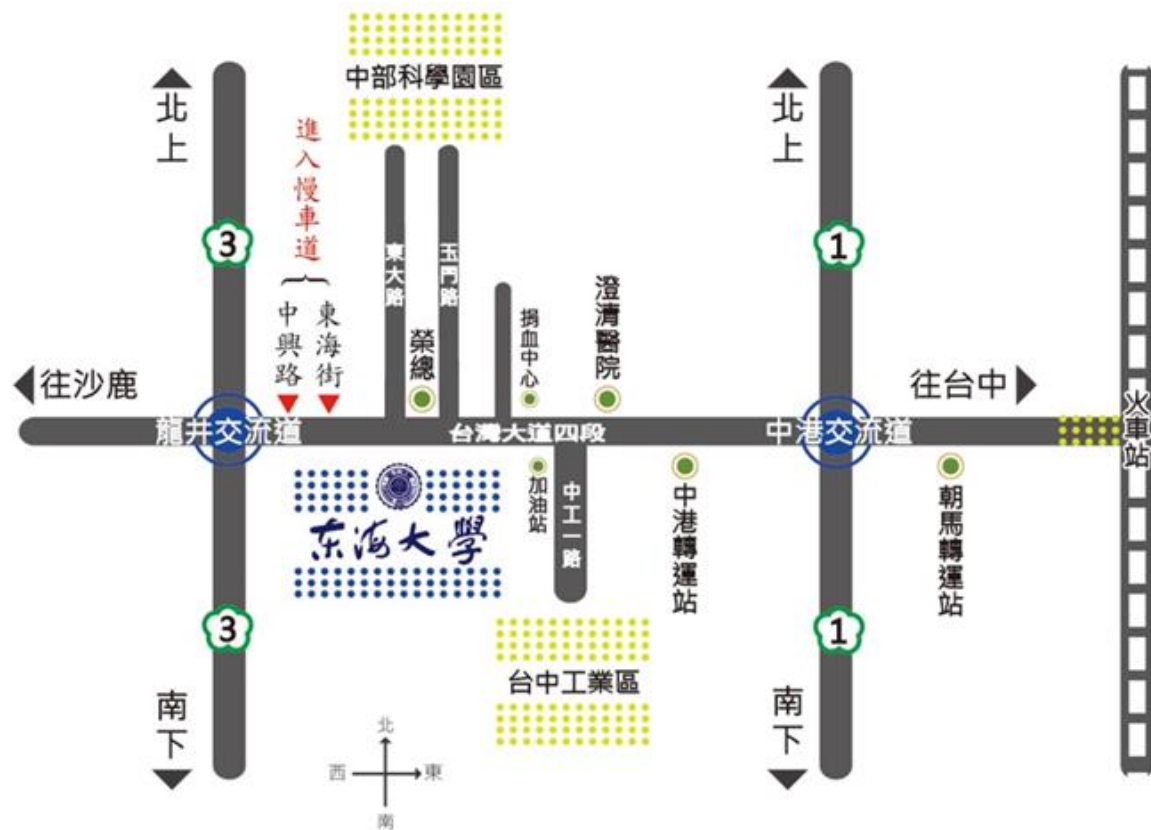 中部科學園區
北上
進入慢車道
北上
3
1
東大路
玉門路
中興路
東海街
榮總
捐血中心
澄清醫院
往沙鹿
往台中
龍井交流道
台灣大道四段
中港交流道
火車站
东海大學
加油站
中工一路
中港轉運站
朝馬轉運站
3
1
台中工業區
南下
南下
北
西
東
南